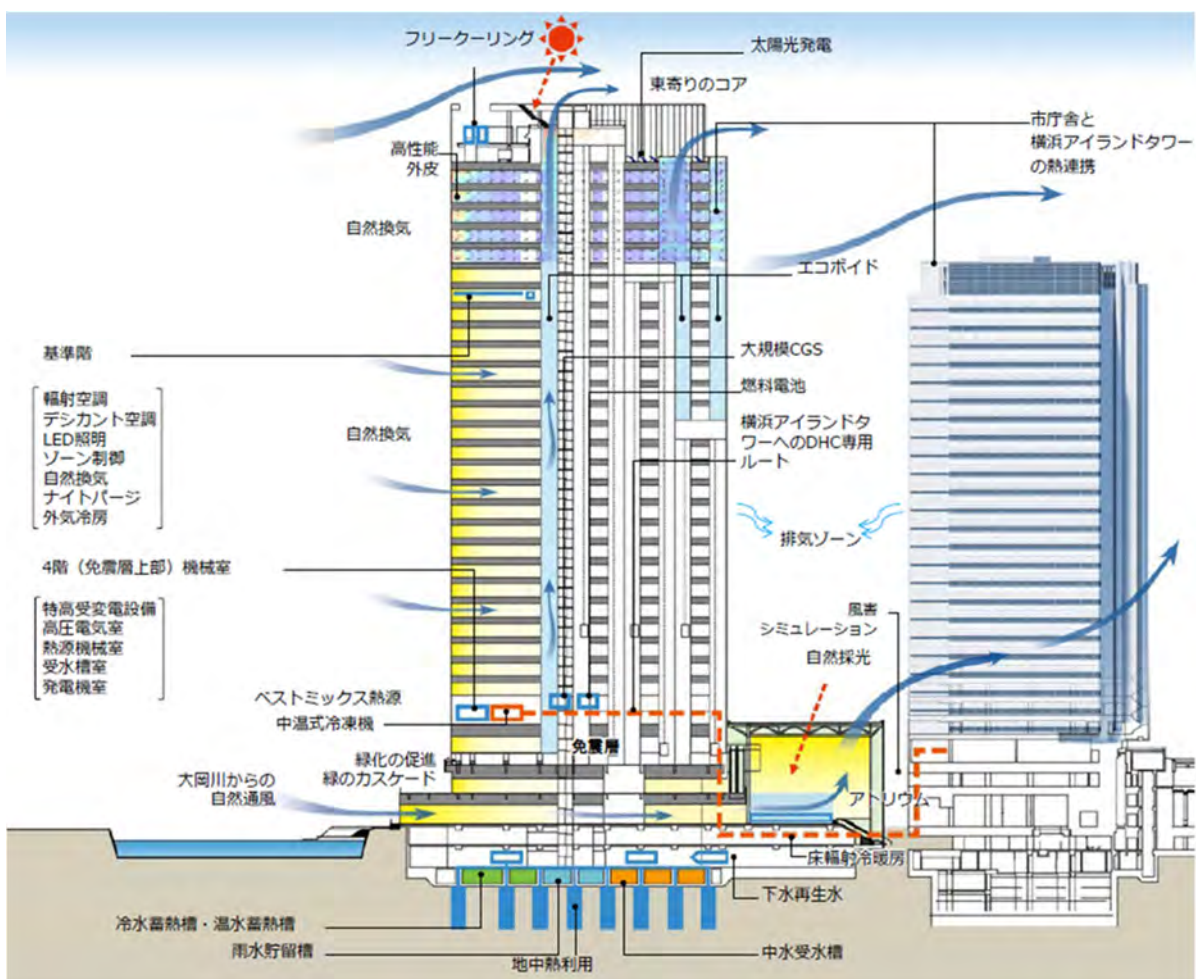 フリークーリング
太陽光発電
東寄りのコア
市庁舎と
横浜アイランドタワー
の熱連携
高性能
外皮
自然換気
エコボイド
基準階
輻射空調
デシカント空調
LED照明
ゾーン制御
自然換気
ナイトパージ
外気冷房
自然換気
大規模CGS
燃料電池
横浜アイランドタ
ワーへのDHC専用
ルート
排気ゾーン
4階（免震層上部）機械室
特高受変電設備
高圧電気室
熱源機械室
受水槽室
発電機室
風害
シミュレーション
自然採光
ベストミックス熱源
中温式冷凍機
免震層
緑化の促進
緑のカスケード
大岡川からの
自然通風
アトリウム
床輻射冷暖房
下水再生水
冷水蓄熱槽・温水蓄熱槽
雨水貯留槽
地中熱利用
中水受水槽